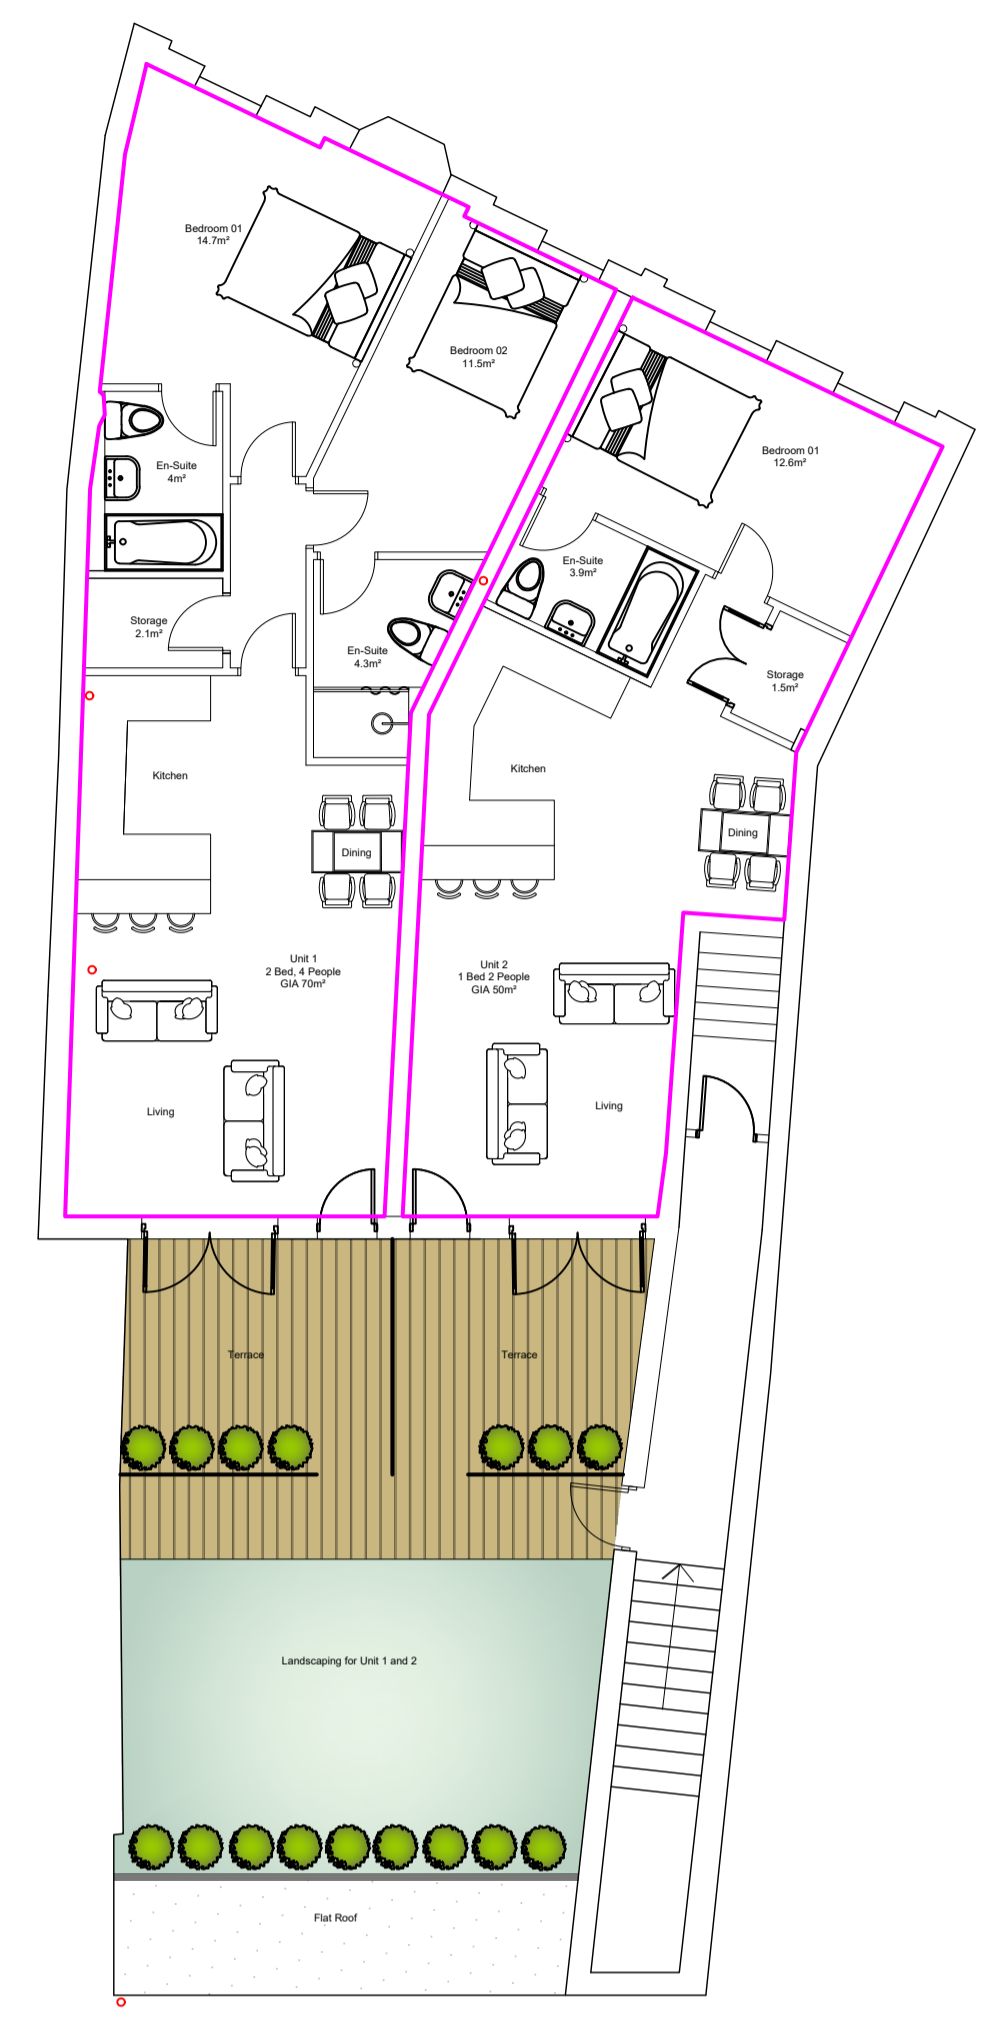 Bedroom 01
14.7m²
Bedroom 02
11.5m²
Bedroom 01
12.6m²
En-Suite
4m²
En-Suite
3.9m²
Storage
2.1m²
En-Suite
4.3m²
Storage
1.5m²
Kitchen
Kitchen
Dining
Dining
Unit 1
2 Bed, 4 People
GIA 70m²
Unit 2
1 Bed 2 People
GIA 50m²
Living
Living
Terrace
Terrace
Landscaping for Unit 1 and 2
Flat Roof